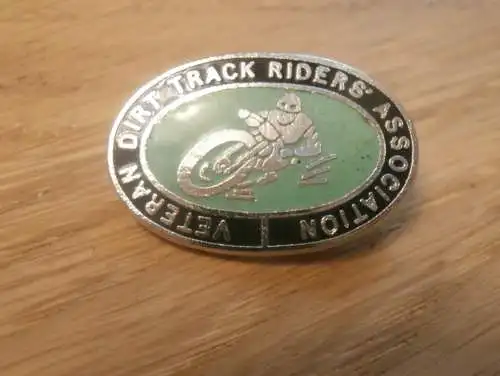 VETERAN DIRT TRACK RIDERS' ASSOCIATION